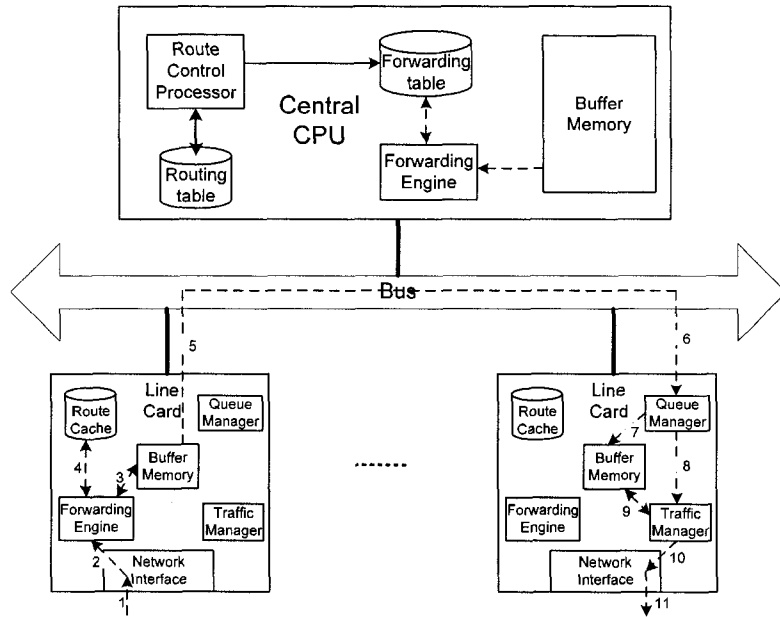 Route
Control
Processor
Forwarding
table
Central
CPU
Buffer
Memory
Routing
table
Forwarding
Engine
Bus
5
6
Line
Card
Route
Cache
Queue
Manager
4
3
Buffer
Memory
Forwarding
Engine
Traffic
Manager
2
Network
Interface
1
Line
Card
Route
Cache
Queue
Manager
7
Buffer
Memory
8
9
Forwarding
Engine
Traffic
Manager
10
Network
Interface
11